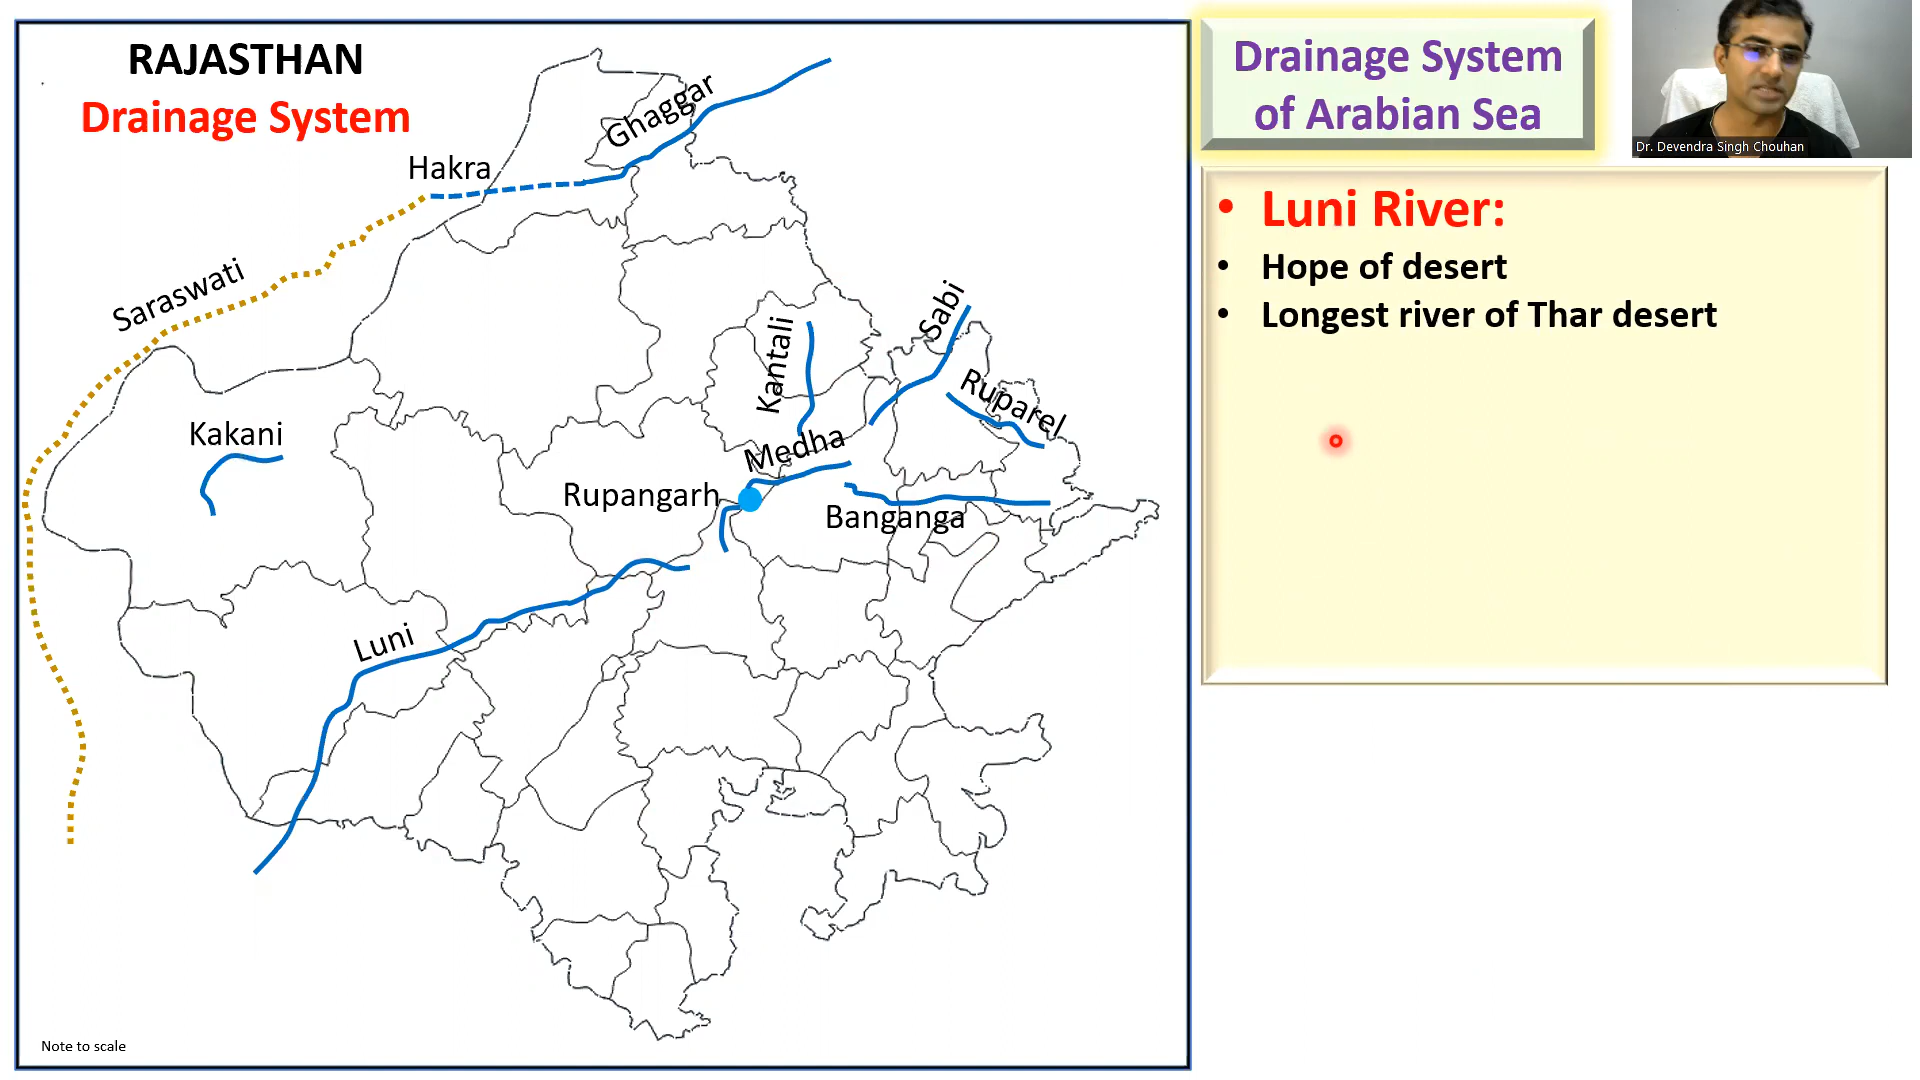 RAJASTHAN
Drainage System
Ghaggar
Hakra
Saraswati
Sabi
Kantali
Ruparel
Kakani
Medha
Rupangarh
Banganga
Luni
Note to scale
Drainage System
of Arabian Sea
Dr. Devendra Singh Chouhan
• Luni River:
• Hope of desert
• Longest river of Thar desert